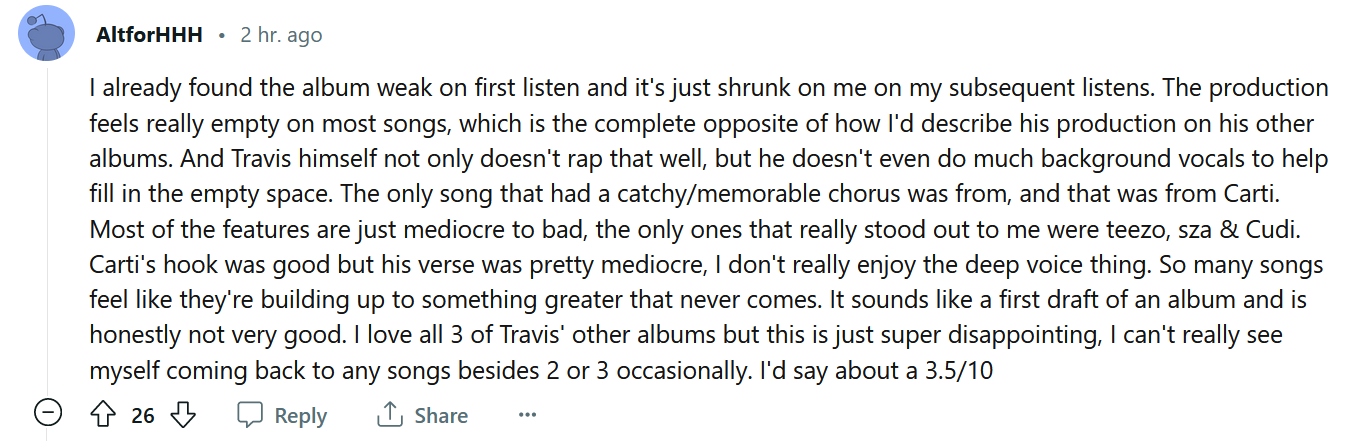 AltforHHH • 2 hr. ago
I already found the album weak on first listen and it's just shrunk on me on my subsequent listens. The production
feels really empty on most songs, which is the complete opposite of how I'd describe his production on his other
albums. And Travis himself not only doesn't rap that well, but he doesn't even do much background vocals to help
fill in the empty space. The only song that had a catchy/memorable chorus was from, and that was from Carti.
Most of the features are just mediocre to bad, the only ones that really stood out to me were teezo, sza & Cudi.
Carti's hook was good but his verse was pretty mediocre, I don't really enjoy the deep voice thing. So many songs
feel like they're building up to something greater that never comes. It sounds like a first draft of an album and is
honestly not very good. I love all 3 of Travis' other albums but this is just super disappointing, I can't really see
myself coming back to any songs besides 2 or 3 occasionally. I'd say about a 3.5/10
26 Reply Share ...